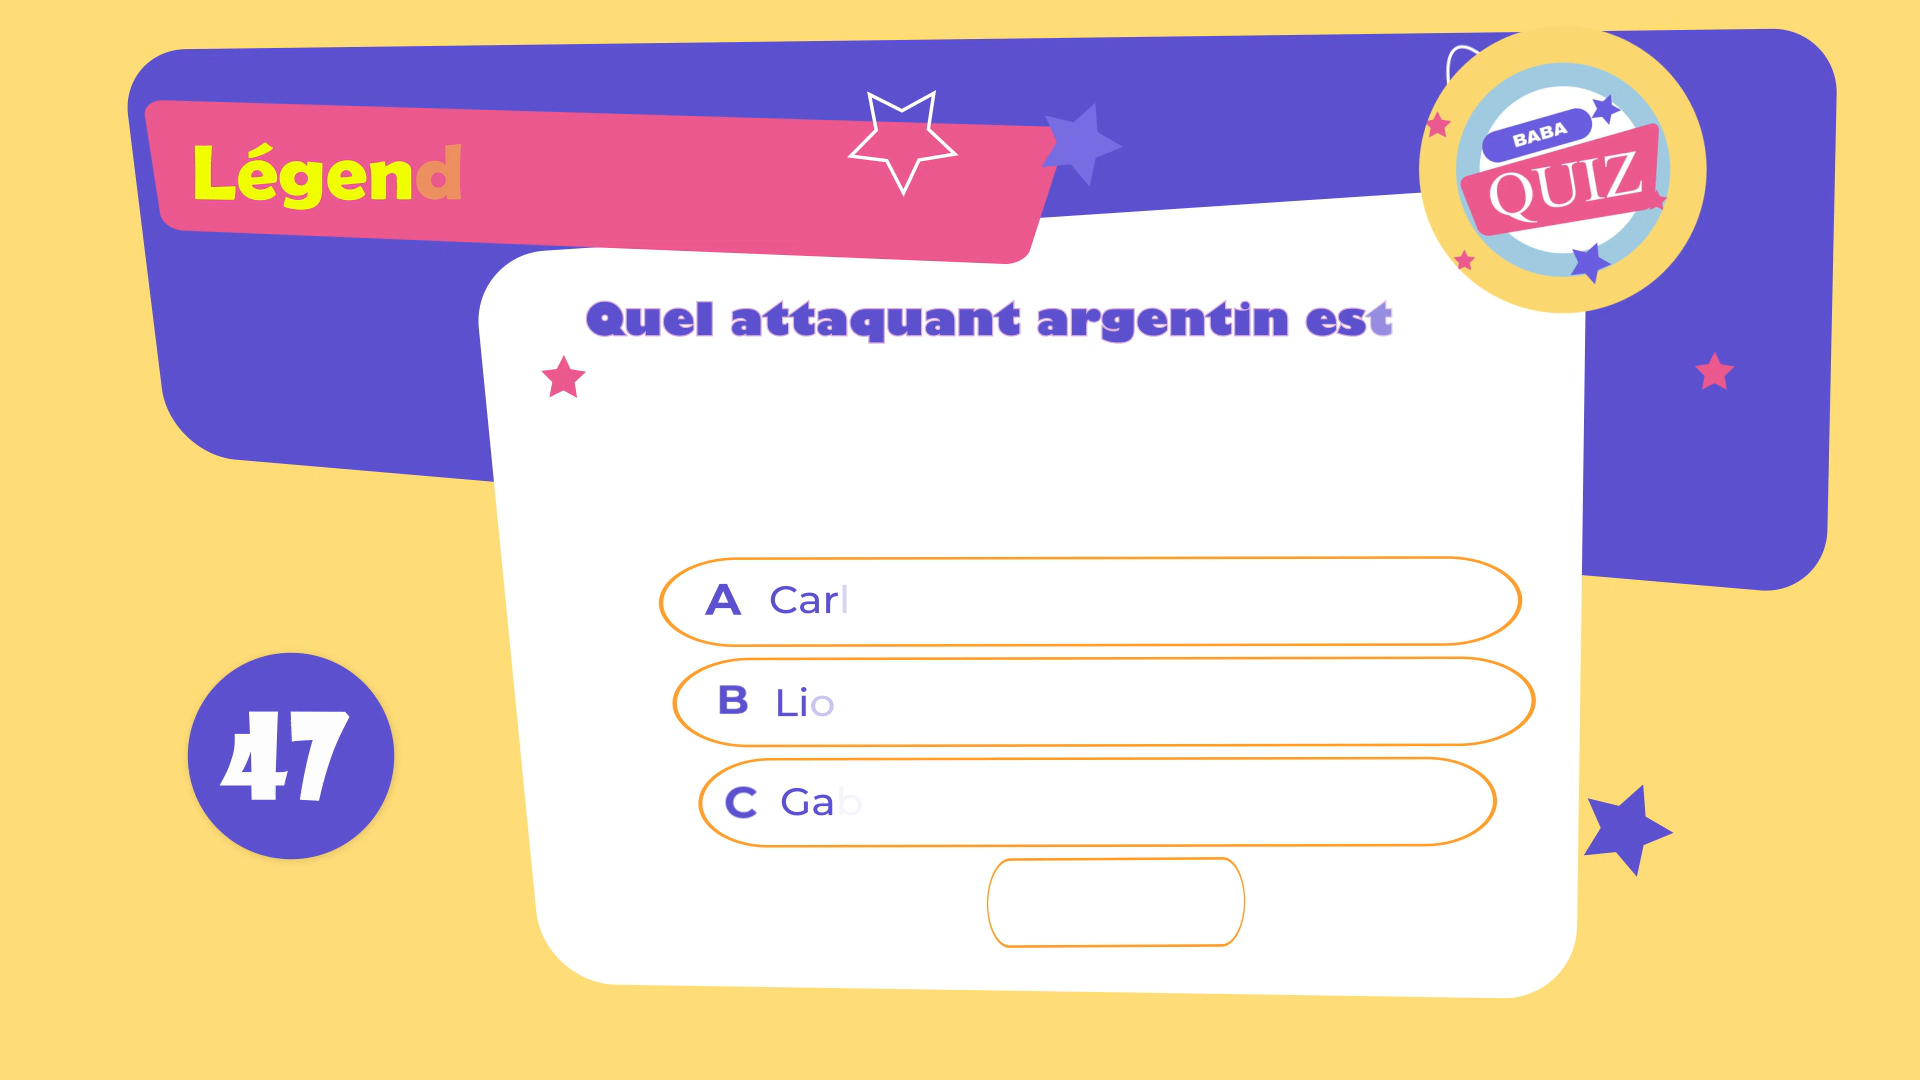 BABA
QUIZ
Légend
Quel attaquant argentin est
A Carl
B Lio
C Gab
47